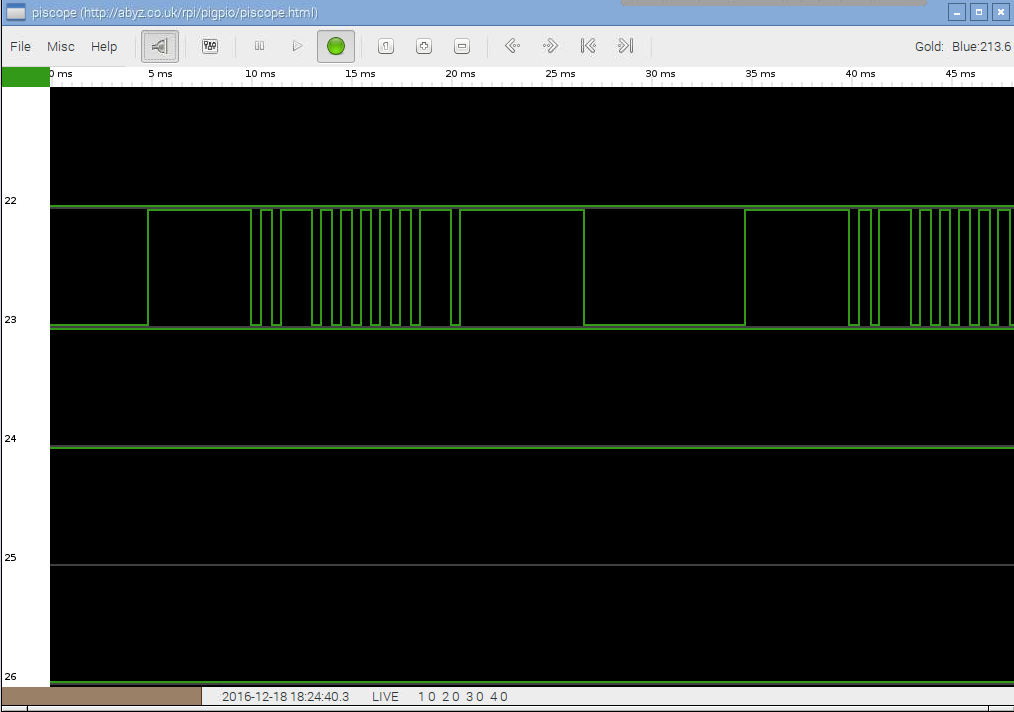 piscope (http://abyz.co.uk/rpi/pigpio/piscope.html)
File Misc Help
1
Gold: Blue:213.6
0 ms 5 ms 10 ms 15 ms 20 ms 25 ms 30 ms 35 ms 40 ms 45 ms
22
23
24
25
26
2016-12-18 18:24:40.3 LIVE 1 0 2 0 3 0 4 0